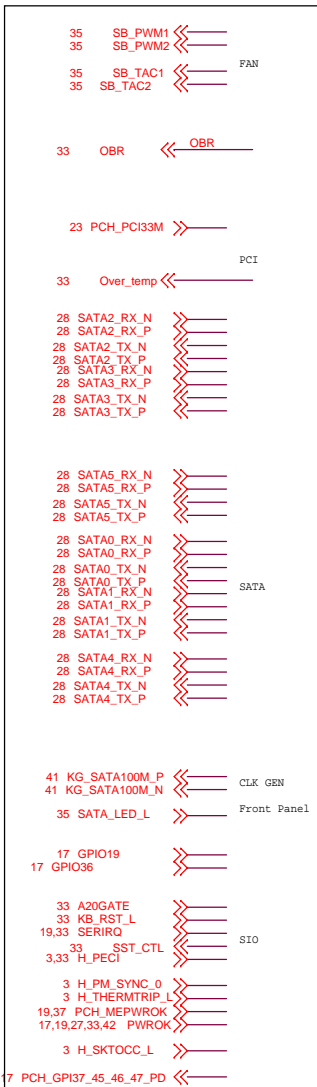 35 SB_PWM1
35 SB_PWM2
FAN
35 SB_TAC1
35 SB_TAC2
33 OBR OBR
23 PCH_PCI33M
PCI
33 Over_temp
28 SATA2_RX_N
28 SATA2_RX_P
28 SATA2_TX_N
28 SATA2_TX_P
28 SATA3_RX_N
28 SATA3_RX_P
28 SATA3_TX_N
28 SATA3_TX_P
28 SATA5_RX_N
28 SATA5_RX_P
28 SATA5_TX_N
28 SATA5_TX_P
28 SATA0_RX_N
28 SATA0_RX_P
28 SATA0_TX_N
28 SATA0_TX_P
SATA
28 SATA1_RX_N
28 SATA1_RX_P
28 SATA1_TX_N
28 SATA1_TX_P
28 SATA4_RX_N
28 SATA4_RX_P
28 SATA4_TX_N
28 SATA4_TX_P
41 KG_SATA100M_P
CLK GEN
41 KG_SATA100M_N
Front Panel
35 SATA_LED_L
17 GPIO19
17 GPIO36
33 A20GATE
33 KB_RST_L
19,33 SERIRQ
SIO
33 SST_CTL
3,33 H_PECI
3 H_PM_SYNC_0
3 H_THERMTRIP_L
19,37 PCH_MEPWROK
17,19,27,33,42 PWROK
3 H_SKTOCC_L
17 PCH_GPI37_45_46_47_PD